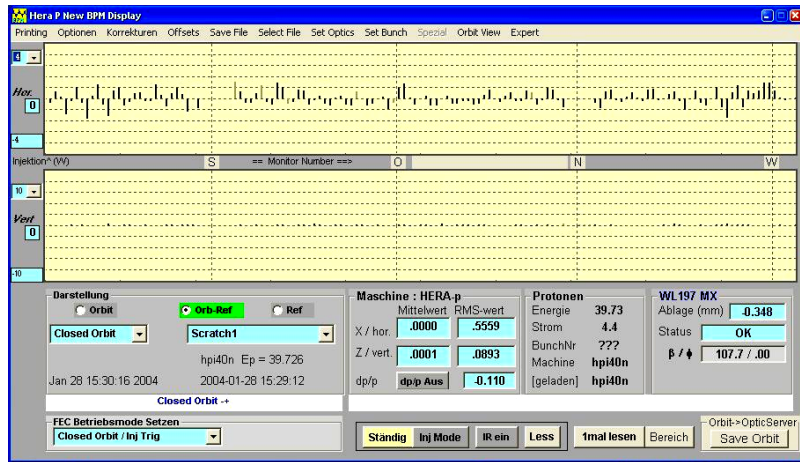 Hera P New BPM Display
Printing Optionen Korrekturen Offsets Save File Select File Set Optics Set Bunch Spezial Orbit View Expert
4
Hor.
0
-4
Injektion^ (W) S == Monitor Number ==> O N W
10
Vert
0
-10
Darstellung
Orbit Orb-Ref Ref
Closed Orbit Scratch1
hpi40n Ep = 39.726
Jan 28 15:30:16 2004 2004-01-28 15:29:12
Closed Orbit -+
FEC Betriebsmode Setzen
Closed Orbit / Inj Trig
Maschine : HERA-p
Mittelwert RMS-wert
X / hor. .0000 .5559
Z / vert. .0001 .0893
dp/p dp/p Aus -0.110
Protonen
Energie 39.73
Strom 4.4
BunchNr ???
Machine hpi40n
[geladen] hpi40n
WL197 MX
Ablage (mm) -0.348
Status OK
β / ϕ 107.7 / .00
Ständig Inj Mode IR ein Less 1mal lesen Bereich
Orbit->OpticServer
Save Orbit